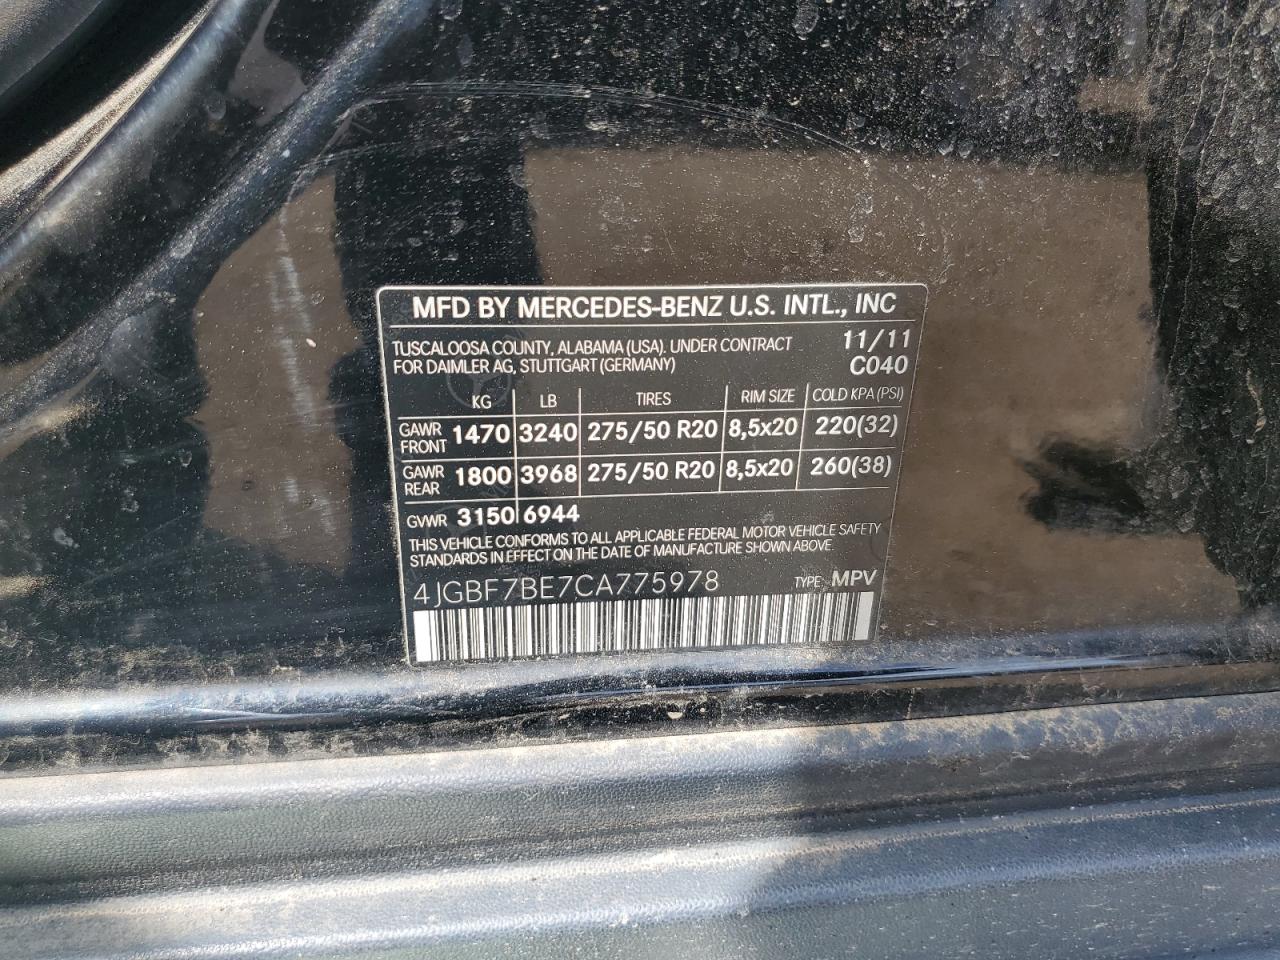 MFD BY MERCEDES-BENZ U.S. INTL., INC
TUSCALOOSA COUNTY, ALABAMA (USA). UNDER CONTRACT 11/11
FOR DAIMLER AG, STUTTGART (GERMANY) C040
KG LB TIRES RIM SIZE COLD KPA (PSI)
GAWR FRONT 1470 3240 275/50 R20 8,5x20 220(32)
GAWR REAR 1800 3968 275/50 R20 8,5x20 260(38)
GVWR 3150 6944
THIS VEHICLE CONFORMS TO ALL APPLICABLE FEDERAL MOTOR VEHICLE SAFETY
STANDARDS IN EFFECT ON THE DATE OF MANUFACTURE SHOWN ABOVE.
4JGBF7BE7CA775978 TYPE: MPV